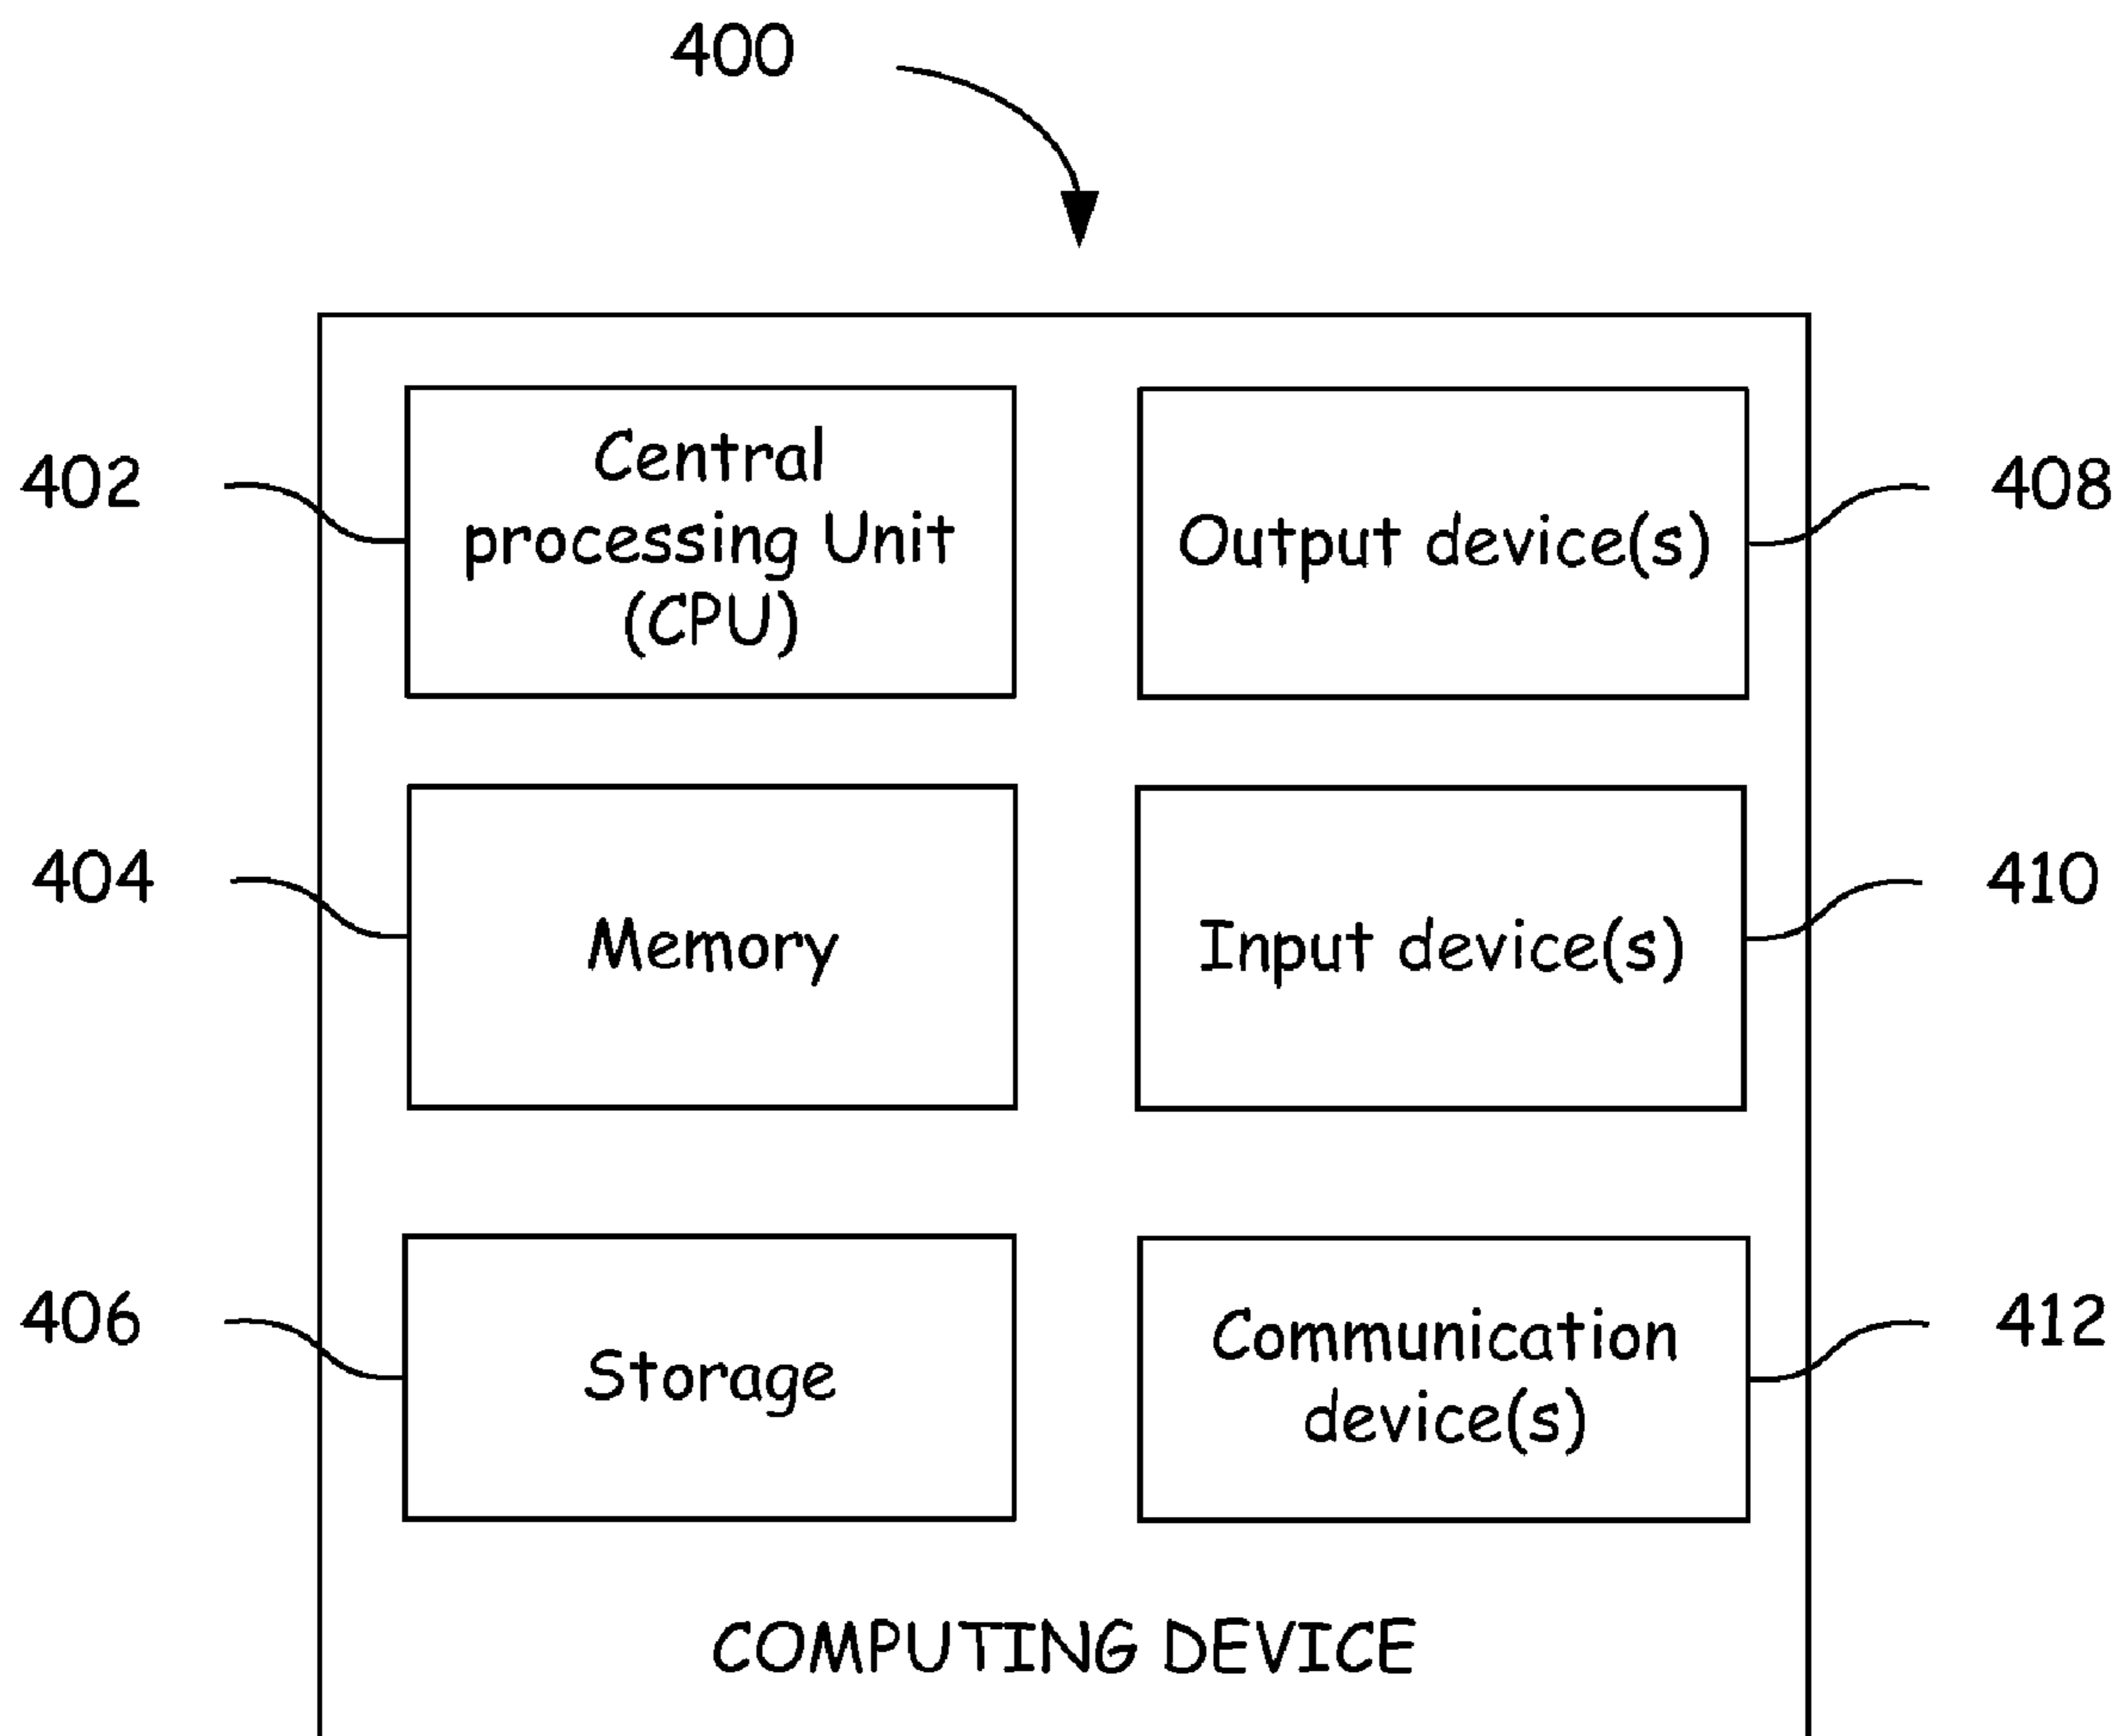 400
402
Central
processing Unit
(CPU)
Output device(s)
408
404
Memory
Input device(s)
410
406
Storage
Communication
device(s)
412
COMPUTING DEVICE